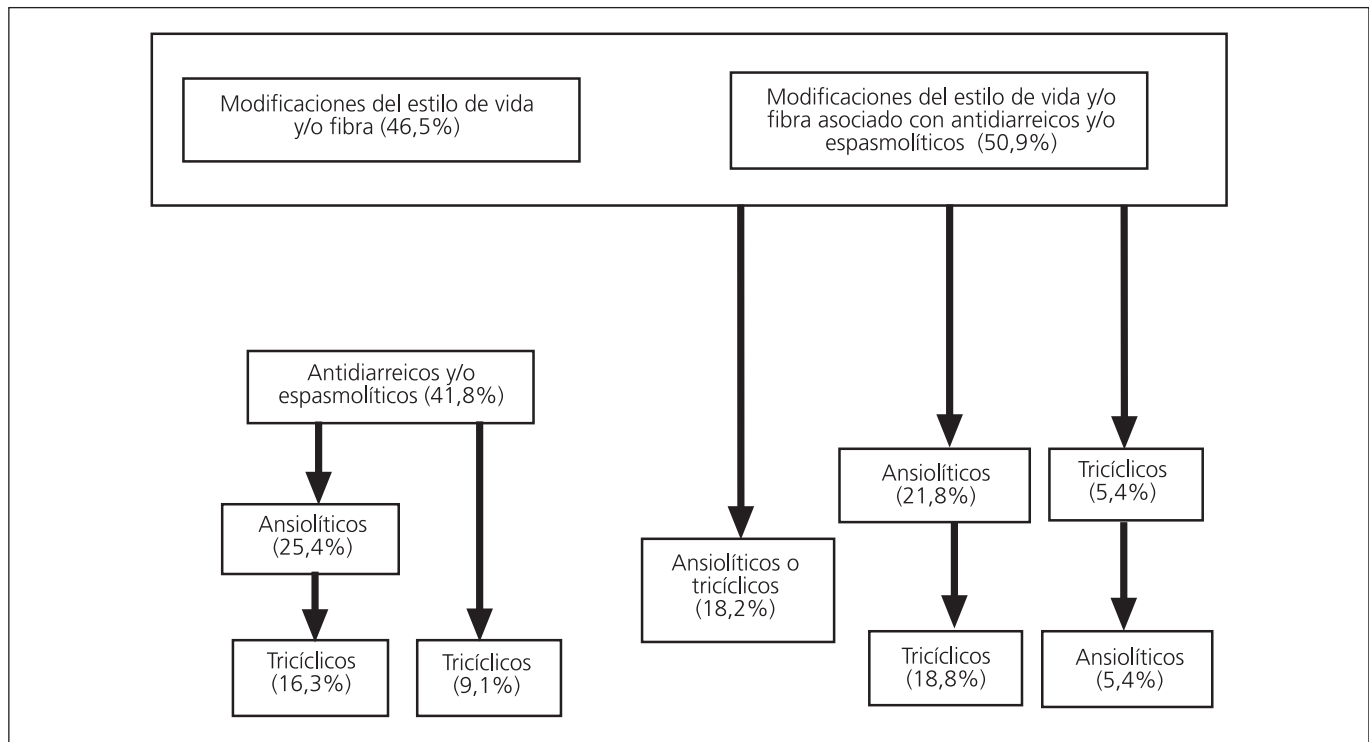 Modificaciones del estilo de vida
y/o fibra (46,5%)
Modificaciones del estilo de vida y/o
fibra asociado con antidiarreicos y/o
espasmolíticos (50,9%)
Antidiarreicos y/o
espasmolíticos (41,8%)
Ansiolíticos
(25,4%)
Tricíclicos
(16,3%)
Tricíclicos
(9,1%)
Ansiolíticos o
tricíclicos
(18,2%)
Ansiolíticos
(21,8%)
Tricíclicos
(18,8%)
Tricíclicos
(5,4%)
Ansiolíticos
(5,4%)